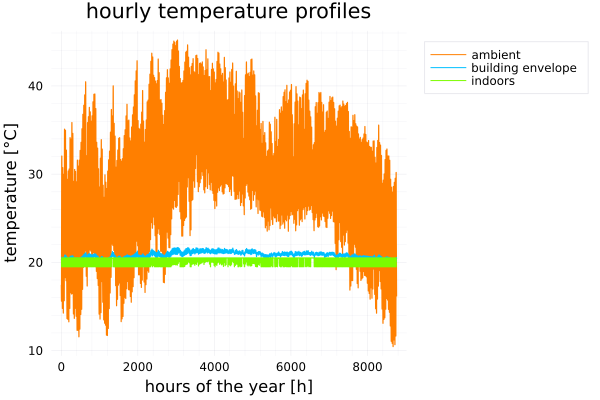 hourly temperature profiles
ambient
building envelope
indoors
temperature [°C]
40
30
20
10
0
2000
4000
6000
8000
hours of the year [h]